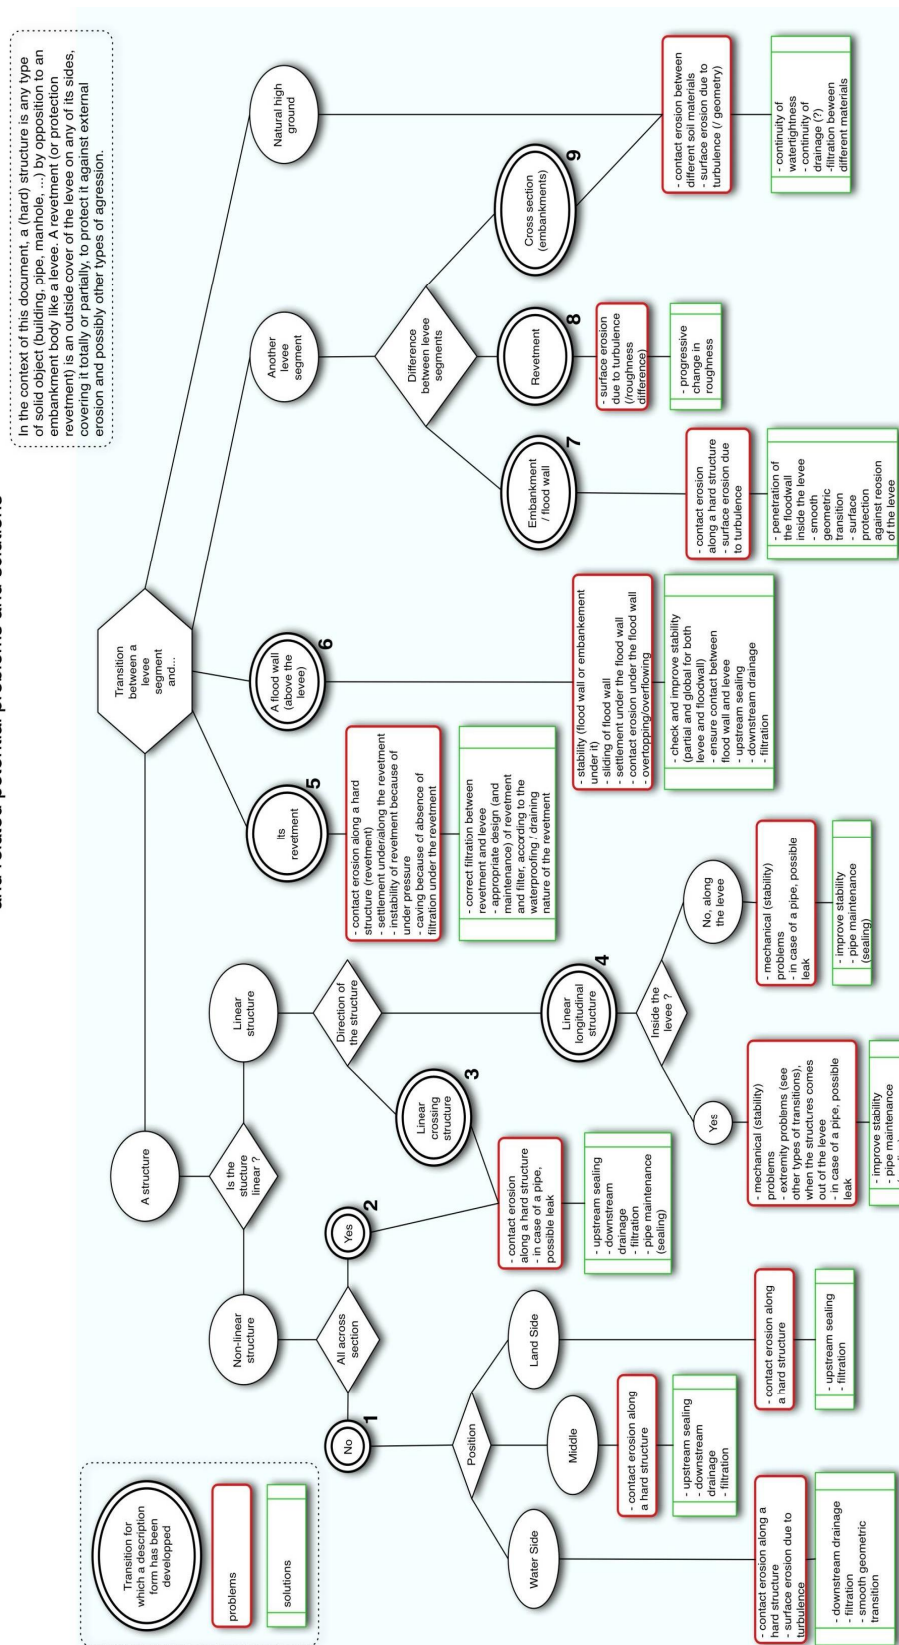 and related potential problems and solutions
In the context of this document, a (hard) structure is any type
of solid object (building, pipe, manhole, ...) by opposition to an
embankment body like a levee. A revetment (or protection
revetment) is an outside cover of the levee on any of its sides,
covering it totally or partially, to protect it against external
erosion and possibly other types of agression.
Transition for
which a description
form has been
developped
problems
solutions
Transition
between a
levee
segment
and...
A structure
Is the
stucture
linear ?
Non-linear
structure
Linear
structure
All across
section
No
1
Yes
2
Position
Water Side
Middle
Land Side
- contact erosion along a
hard structure
- surface erosion due to
turbulence
- downstream drainage
- filtration
- smooth geometric
transition
- contact erosion along
a hard structure
- upstream sealing
- downstream
drainage
- filtration
- contact erosion along
a hard structure
- upstream sealing
- filtration
Direction of
the structure
Linear
crossing
structure
3
- contact erosion
along a hard structure
- in case of a pipe,
possible leak
- upstream sealing
- downstream
drainage
- filtration
- pipe maintenance
(sealing)
Linear
longitudinal
structure
4
Inside the
levee ?
Yes
- mechanical (stability)
problems
- extremity problems (see
other types of transitions),
when the structures comes
out of the levee
- in case of a pipe, possible
leak
- improve stability
- pipe maintenance
No, along
the levee
- mechanical (stability)
problems
- in case of a pipe, possible
leak
- improve stability
- pipe maintenance
(sealing)
Its
revetment
5
- contact erosion along a hard
structure (revetment)
- settlement under/along the revetment
- instability of revetment because of
under pressure
- caving because of absence of
filtration under the revetment
- correct filtration between
revetment and levee
- appropriate design (and
maintenance) of revetment
and filter, according to the
waterproofing / draining
nature of the revetment
A flood wall
(above the
levee)
6
- stability (flood wall or embankement
under it)
- sliding of flood wall
- settlement under the flood wall
- contact erosion under the flood wall
- overtopping/overflowing
- check and improve stability
(partial and global for both
levee and floodwall)
- ensure contact between
flood wall and levee
- upstream sealing
- downstream drainage
- filtration
Another
levee
segment
Difference
between levee
segments
Embankment
/ flood wall
7
- contact erosion
along a hard structure
- surface erosion due
to turbulence
- penetration of
the floodwall
inside the levee
- smooth
geometric
transition
- surface
protection
against reosion
of the levee
Revetment
8
- surface erosion
due to turbulence
(/roughness
difference)
- progressive
change in
roughness
Cross section
(embankments)
9
Natural high
ground
- contact erosion between
different soil materials
- surface erosion due to
turbulence (/ geometry)
- continuity of
watertightness
- continuity of
drainage (?)
-filtration beween
different materials